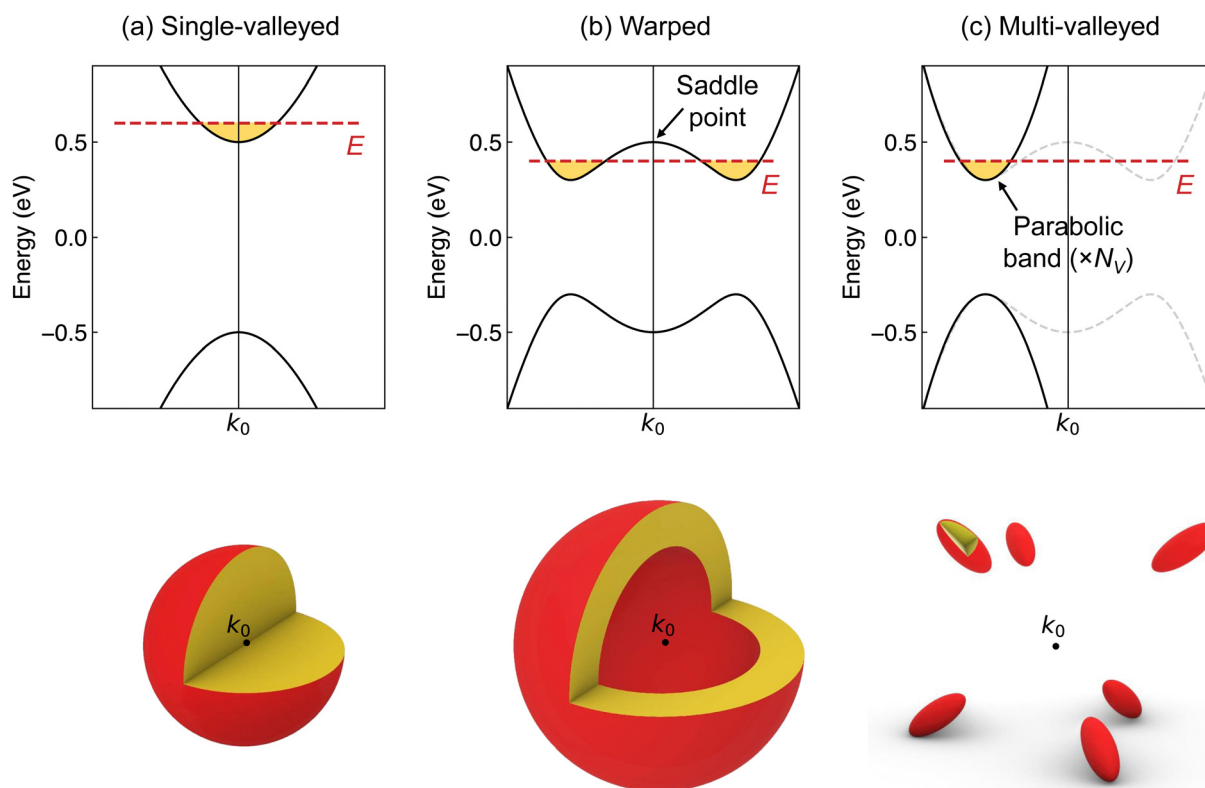 (a) Single-valleyed
(b) Warped
(c) Multi-valleyed
Energy (eV)
0.5
0.0
−0.5
E
k0
Energy (eV)
0.5
0.0
−0.5
Saddle
point
E
k0
Energy (eV)
0.5
0.0
−0.5
E
Parabolic
band (×NV)
k0
k0
k0
k0